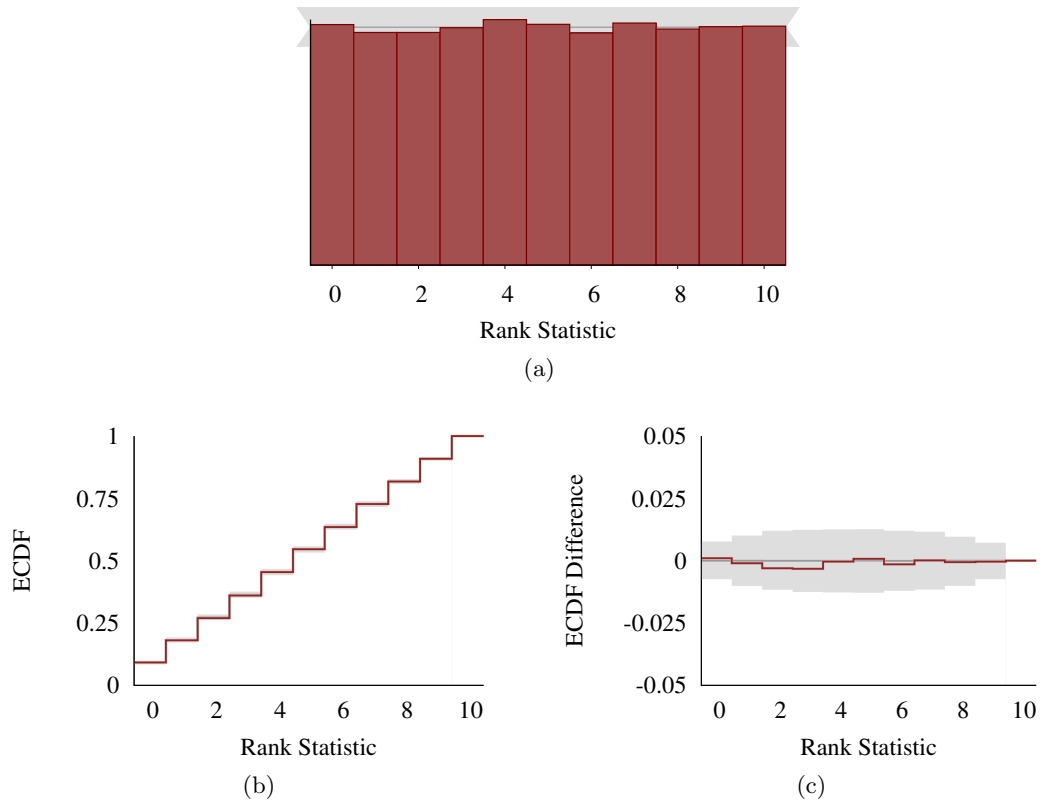 0 2 4 6 8 10
Rank Statistic
(a)
1
0.75
0.5
0.25
0
ECDF
0 2 4 6 8 10
Rank Statistic
(b)
0.05
0.025
0
-0.025
-0.05
ECDF Difference
0 2 4 6 8 10
Rank Statistic
(c)